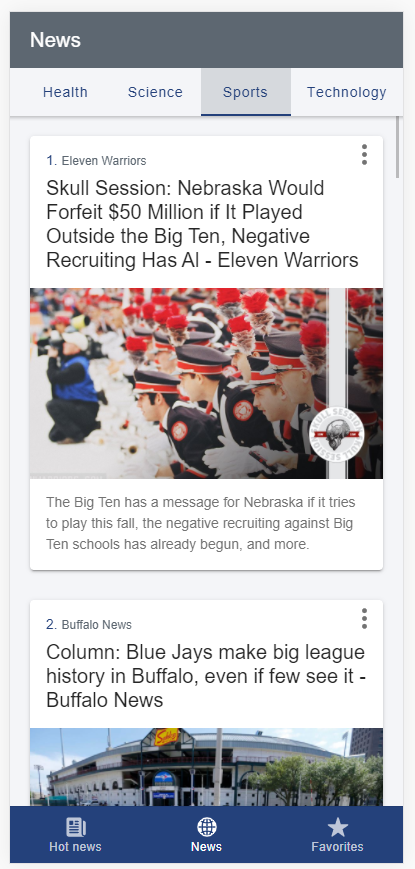 News
Health Science Sports Technology
1. Eleven Warriors
Skull Session: Nebraska Would
Forfeit $50 Million if It Played
Outside the Big Ten, Negative
Recruiting Has Al - Eleven Warriors
SKULL SESSION
SKULL SESSION
The Big Ten has a message for Nebraska if it tries
to play this fall, the negative recruiting against Big
Ten schools has already begun, and more.
2. Buffalo News
Column: Blue Jays make big league
history in Buffalo, even if few see it -
Buffalo News
Hot news News Favorites